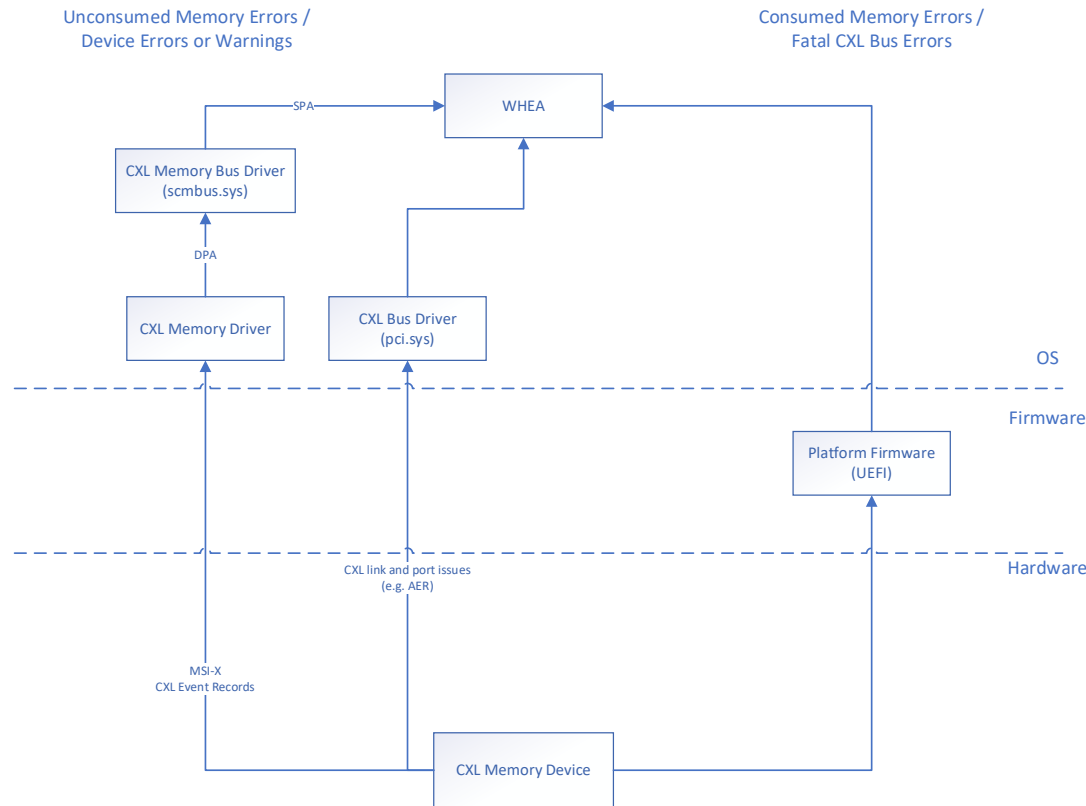 Unconsumed Memory Errors /
Device Errors or Warnings
Consumed Memory Errors /
Fatal CXL Bus Errors
SPA
WHEA
CXL Memory Bus Driver
(scmbus.sys)
DPA
CXL Memory Driver
CXL Bus Driver
(pci.sys)
OS
Firmware
Platform Firmware
(UEFI)
Hardware
CXL link and port issues
(e.g. AER)
MSI-X
CXL Event Records
CXL Memory Device